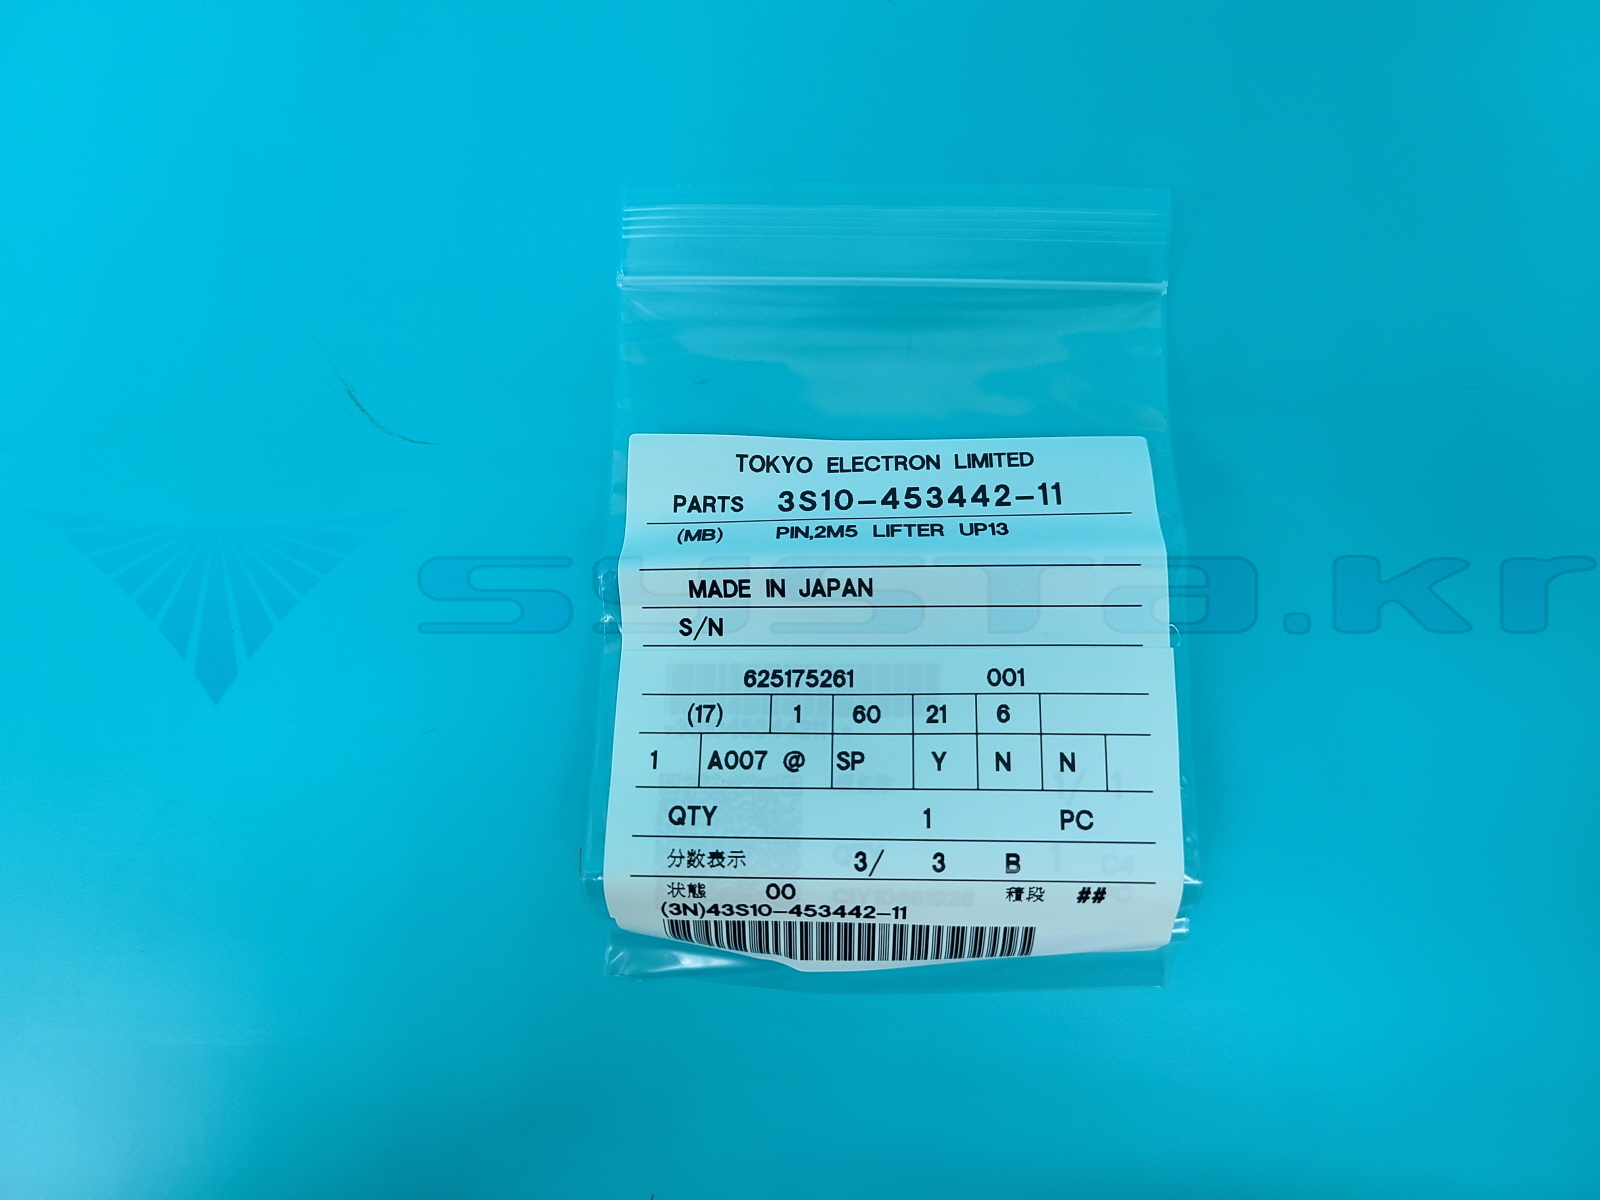 TOKYO ELECTRON LIMITED
PARTS 3S10-453442-11
(MB) PIN,2M5 LIFTER UP13
MADE IN JAPAN
S/N
625175261 001
(17) 1 60 21 6
1 A007 @ SP Y N N
QTY 1 PC
分数表示 3/ 3 B
状態 00 積段 ##
(3N)43S10-453442-11
systa.kr